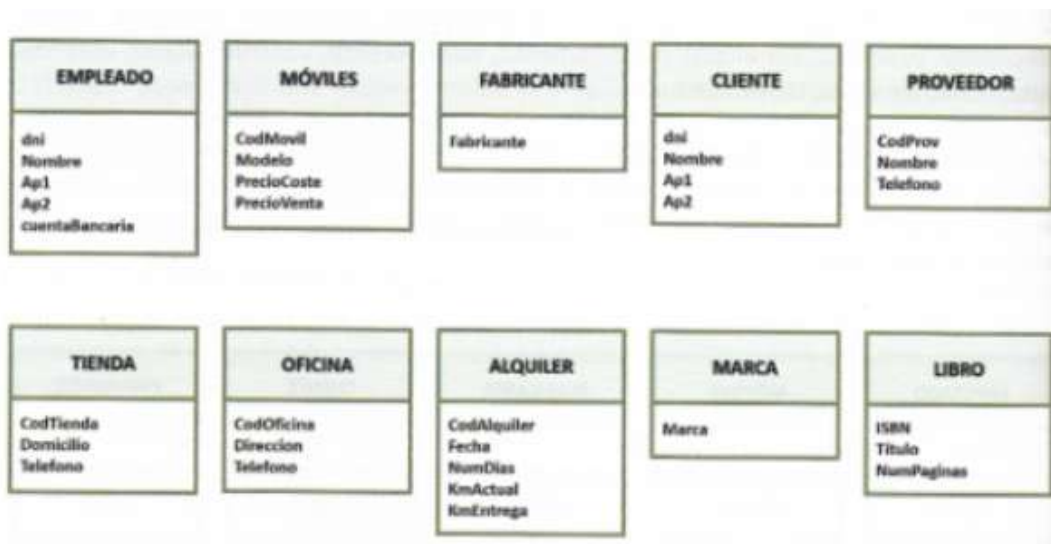 EMPLEADO
dni
Nombre
Ap1
Ap2
cuentaBancaria
MÓVILES
CodMovil
Modelo
PrecioCoste
PrecioVenta
FABRICANTE
Fabricante
CLIENTE
dni
Nombre
Ap1
Ap2
PROVEEDOR
CodProv
Nombre
Telefono
TIENDA
CodTienda
Domicilio
Telefono
OFICINA
CodOficina
Direccion
Telefono
ALQUILER
CodAlquiler
Fecha
NumDias
KmActual
KmEntrega
MARCA
Marca
LIBRO
ISBN
Titulo
NumPaginas